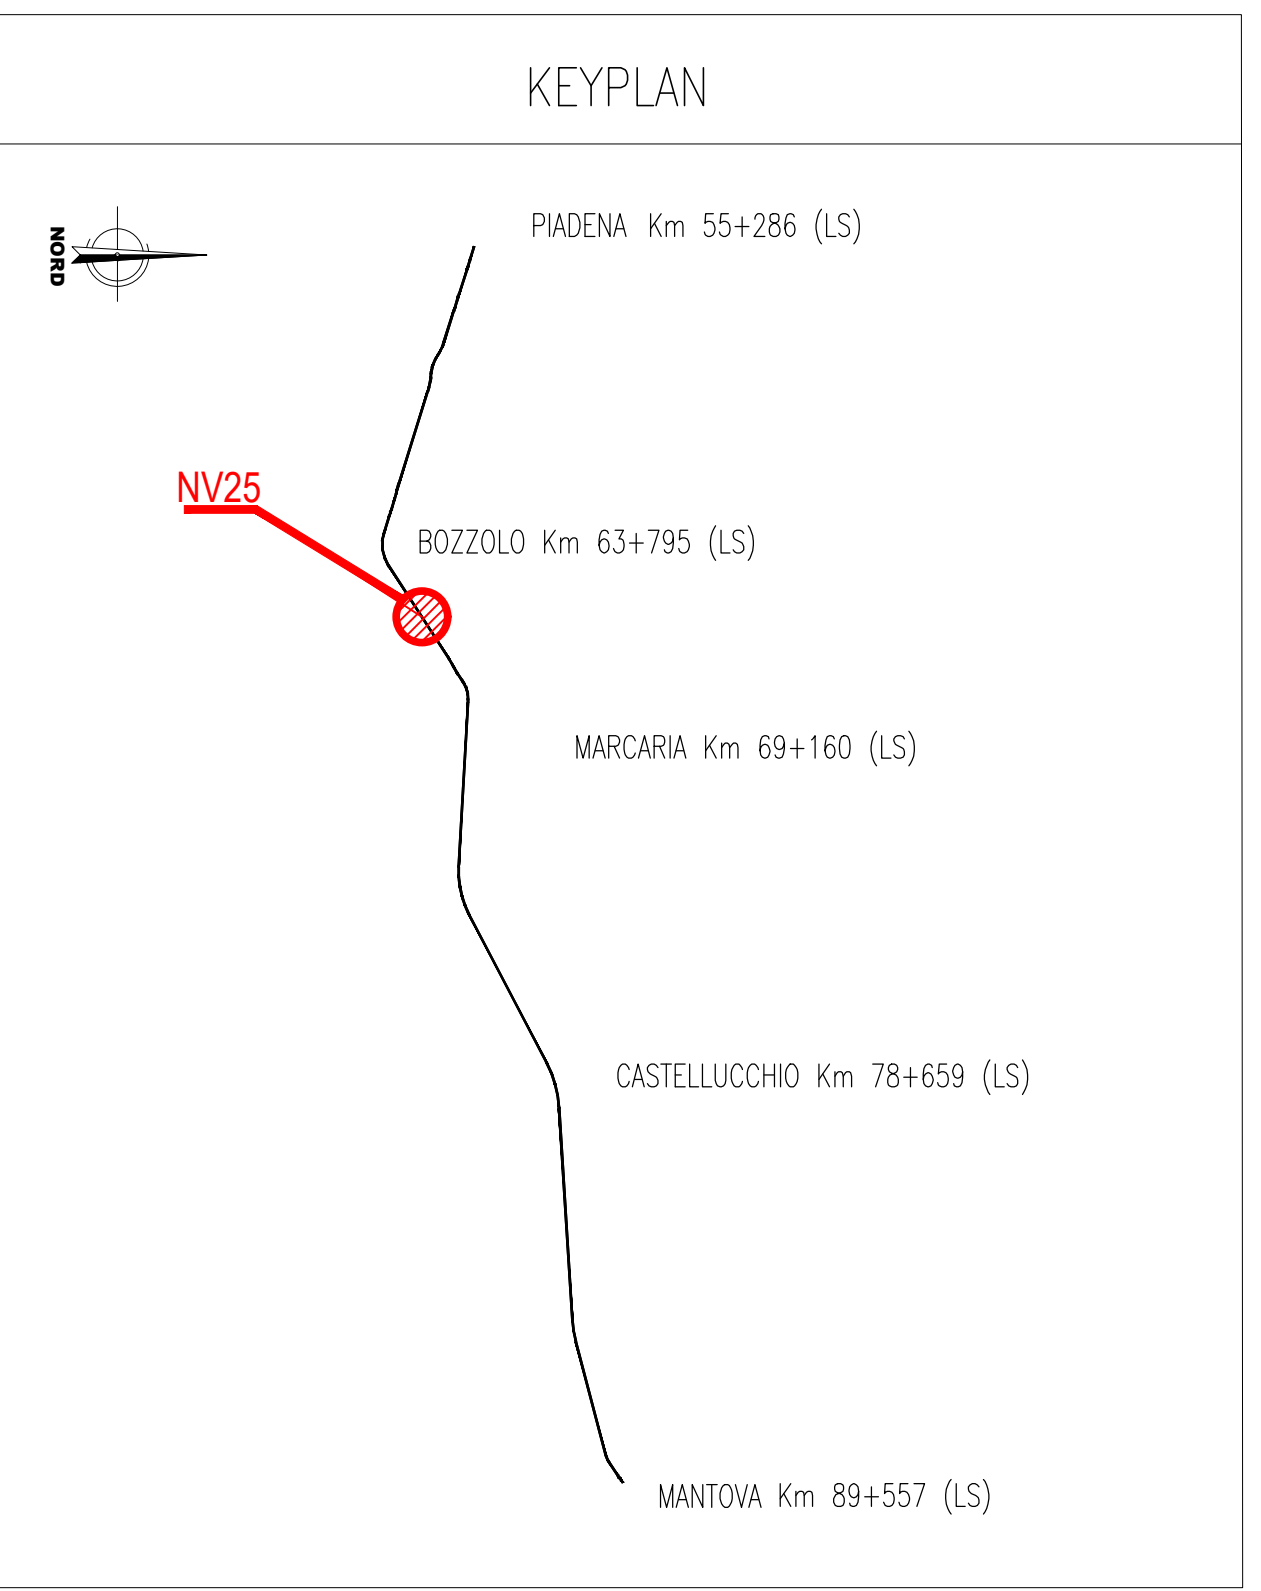 KEYPLAN
PIADENA Km 55+286 (LS)
NORD
NV25
BOZZOLO Km 63+795 (LS)
MARCARIA Km 69+160 (LS)
CASTELLUCCHIO Km 78+659 (LS)
MANTOVA Km 89+557 (LS)